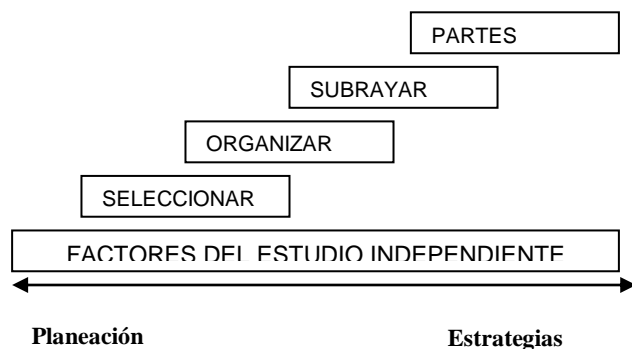 PARTES
SUBRAYAR
ORGANIZAR
SELECCIONAR
FACTORES DEL ESTUDIO INDEPENDIENTE
Planeación Estrategias